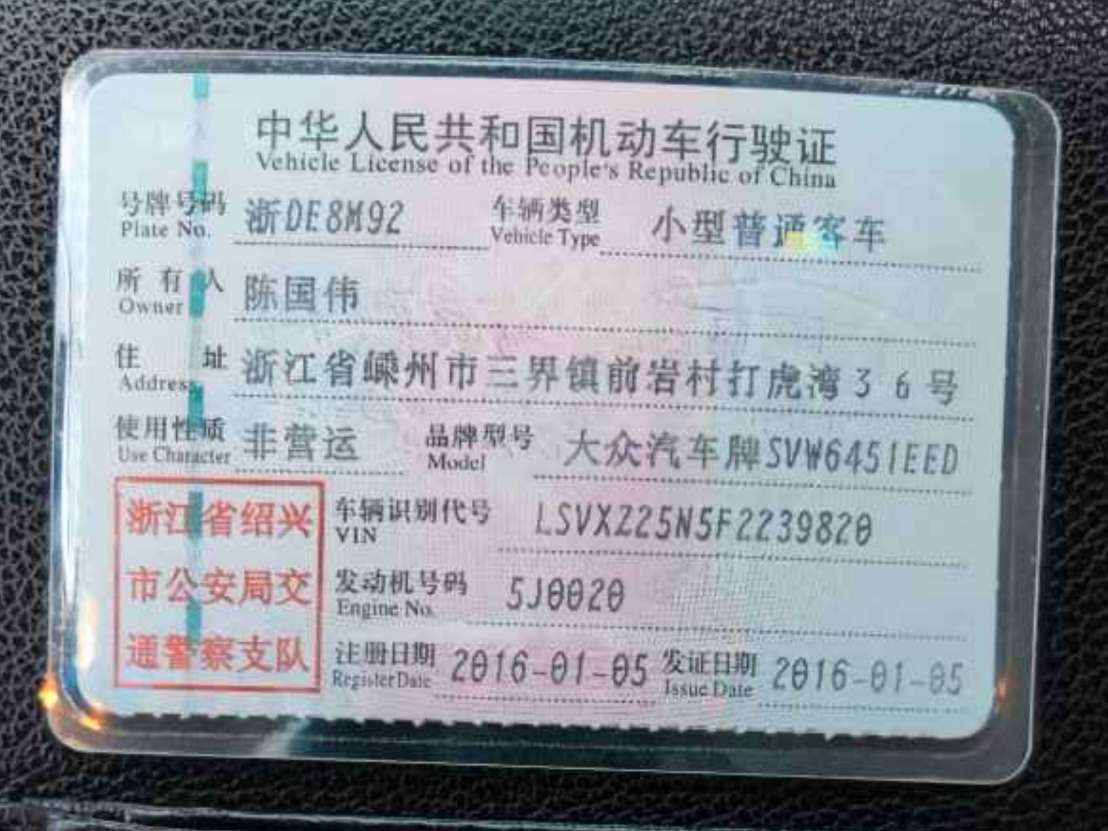 中华人民共和国机动车行驶证
Vehicle License of the People's Republic of China
号牌号码 浙DE8M92 车辆类型 小型普通客车
Plate No. Vehicle Type
所有人 陈国伟
Owner
住址 浙江省嵊州市三界镇前岩村打虎湾36号
Address
使用性质 非营运 品牌型号 大众汽车牌SVW6451EED
Use Character Model
浙江省绍兴 车辆识别代号 LSVXZ25N5F2239820
VIN
市公安局交 发动机号码 5J0020
Engine No.
通警察支队 注册日期 2016-01-05 发证日期 2016-01-05
Register Date Issue Date